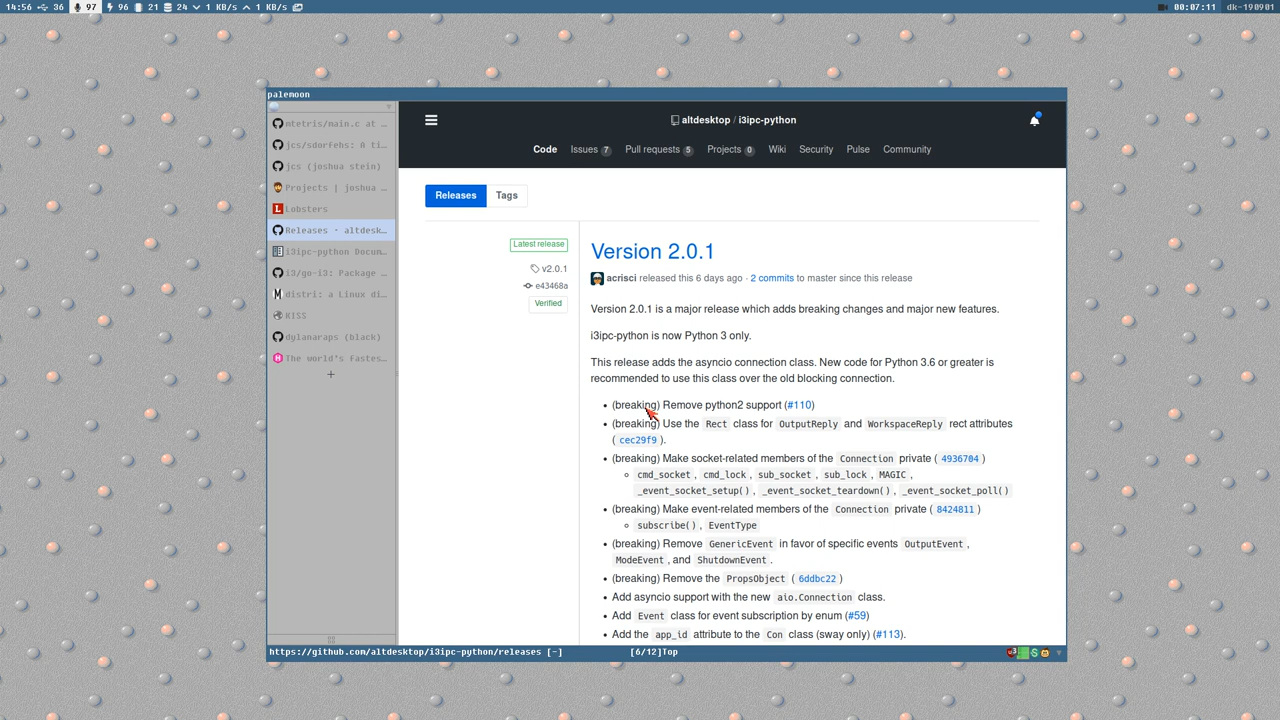 14:56 36 97 96 21 24 1 KB/s 1 KB/s
00:07:11 dk-190901
palemoon
mtetris/main.c at …
jcs/sdorfehs: A ti…
jcs (joshua stein)
Projects | joshua …
Lobsters
Releases · altdesk…
i3ipc-python Docum…
i3/go-i3: Package …
distri: a Linux di…
KISS
dylanaraps (black)
The world's fastes…
+
altdesktop / i3ipc-python
Code Issues 7 Pull requests 5 Projects 0 Wiki Security Pulse Community
Releases Tags
Latest release
v2.0.1
e43468a
Verified
Version 2.0.1
acrisci released this 6 days ago · 2 commits to master since this release
Version 2.0.1 is a major release which adds breaking changes and major new features.
i3ipc-python is now Python 3 only.
This release adds the asyncio connection class. New code for Python 3.6 or greater is
recommended to use this class over the old blocking connection.
• (breaking) Remove python2 support (#110)
• (breaking) Use the Rect class for OutputReply and WorkspaceReply rect attributes
( cec29f9 ).
• (breaking) Make socket-related members of the Connection private ( 4936704 )
◦ cmd_socket , cmd_lock , sub_socket , sub_lock , MAGIC ,
_event_socket_setup() , _event_socket_teardown() , _event_socket_poll()
• (breaking) Make event-related members of the Connection private ( 8424811 )
◦ subscribe() , EventType
• (breaking) Remove GenericEvent in favor of specific events OutputEvent ,
ModeEvent , and ShutdownEvent .
• (breaking) Remove the PropsObject ( 6ddbc22 )
• Add asyncio support with the new aio.Connection class.
• Add Event class for event subscription by enum (#59)
• Add the app_id attribute to the Con class (sway only) (#113).
https://github.com/altdesktop/i3ipc-python/releases [-] [6/12]Top